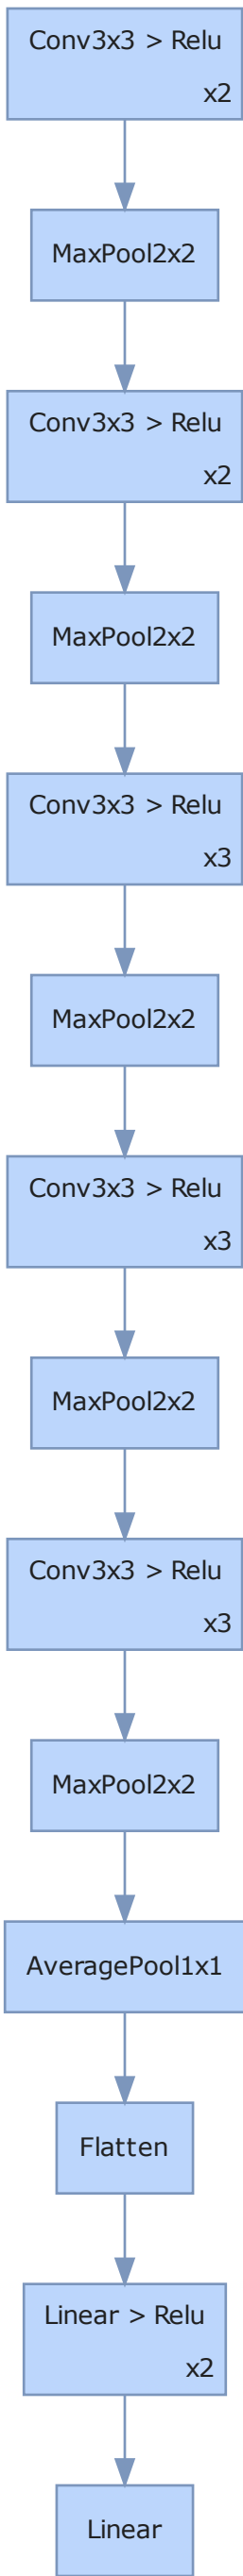 Conv3x3 > Relu
x2
MaxPool2x2
Conv3x3 > Relu
x2
MaxPool2x2
Conv3x3 > Relu
x3
MaxPool2x2
Conv3x3 > Relu
x3
MaxPool2x2
Conv3x3 > Relu
x3
MaxPool2x2
AveragePool1x1
Flatten
Linear > Relu
x2
Linear